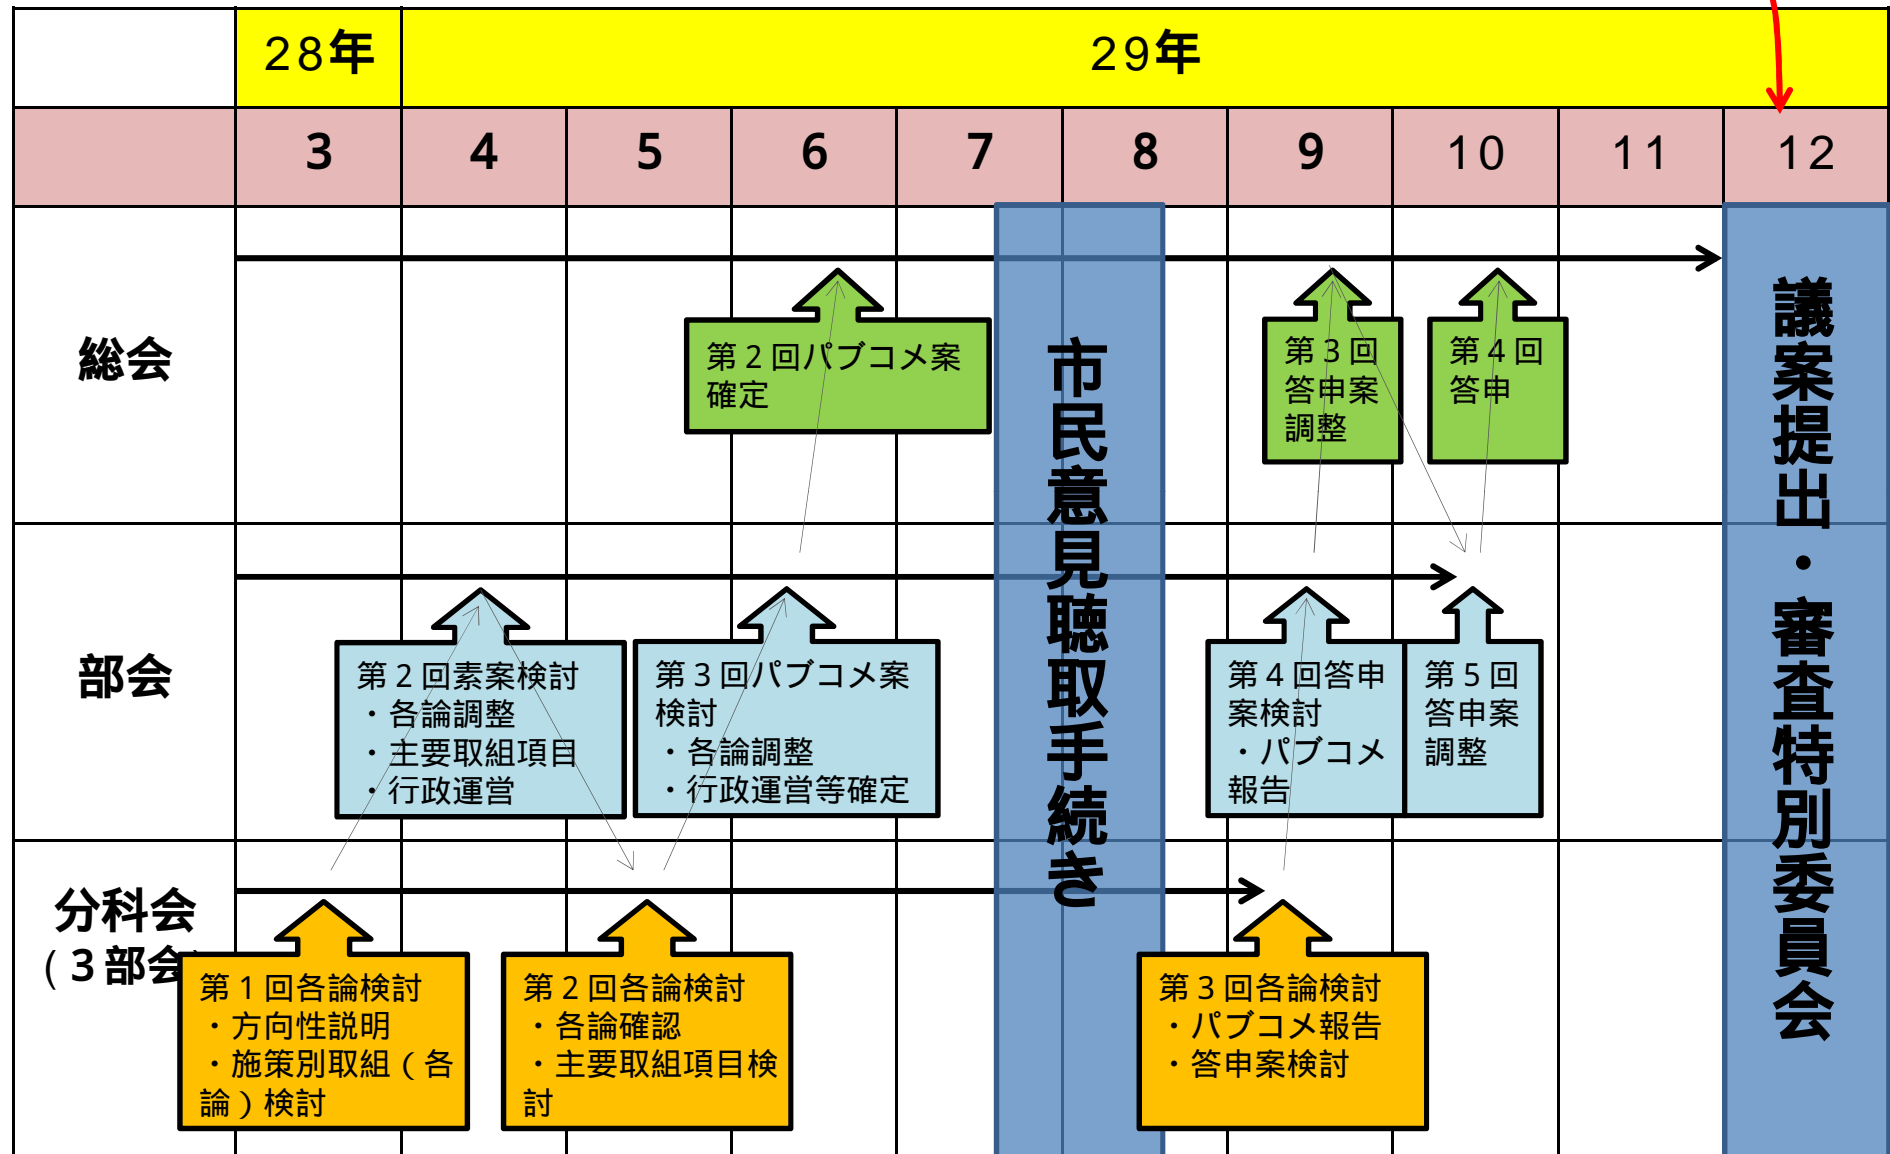 28年
29年
3 4 5 6 7 8 9 10 11 12
総会
第2回パブコメ案
確定
第3回
答申案
調整
第4回
答申
部会
第2回素案検討
・各論調整
・主要取組項目
・行政運営
第3回パブコメ案
検討
・各論調整
・行政運営等確定
第4回答申
案検討
・パブコメ
報告
第5回
答申案
調整
分科会
(3部会)
第1回各論検討
・方向性説明
・施策別取組(各
論)検討
第2回各論検討
・各論確認
・主要取組項目検
討
第3回各論検討
・パブコメ報告
・答申案検討
市民意見聴取手続き
議案提出・審査特別委員会